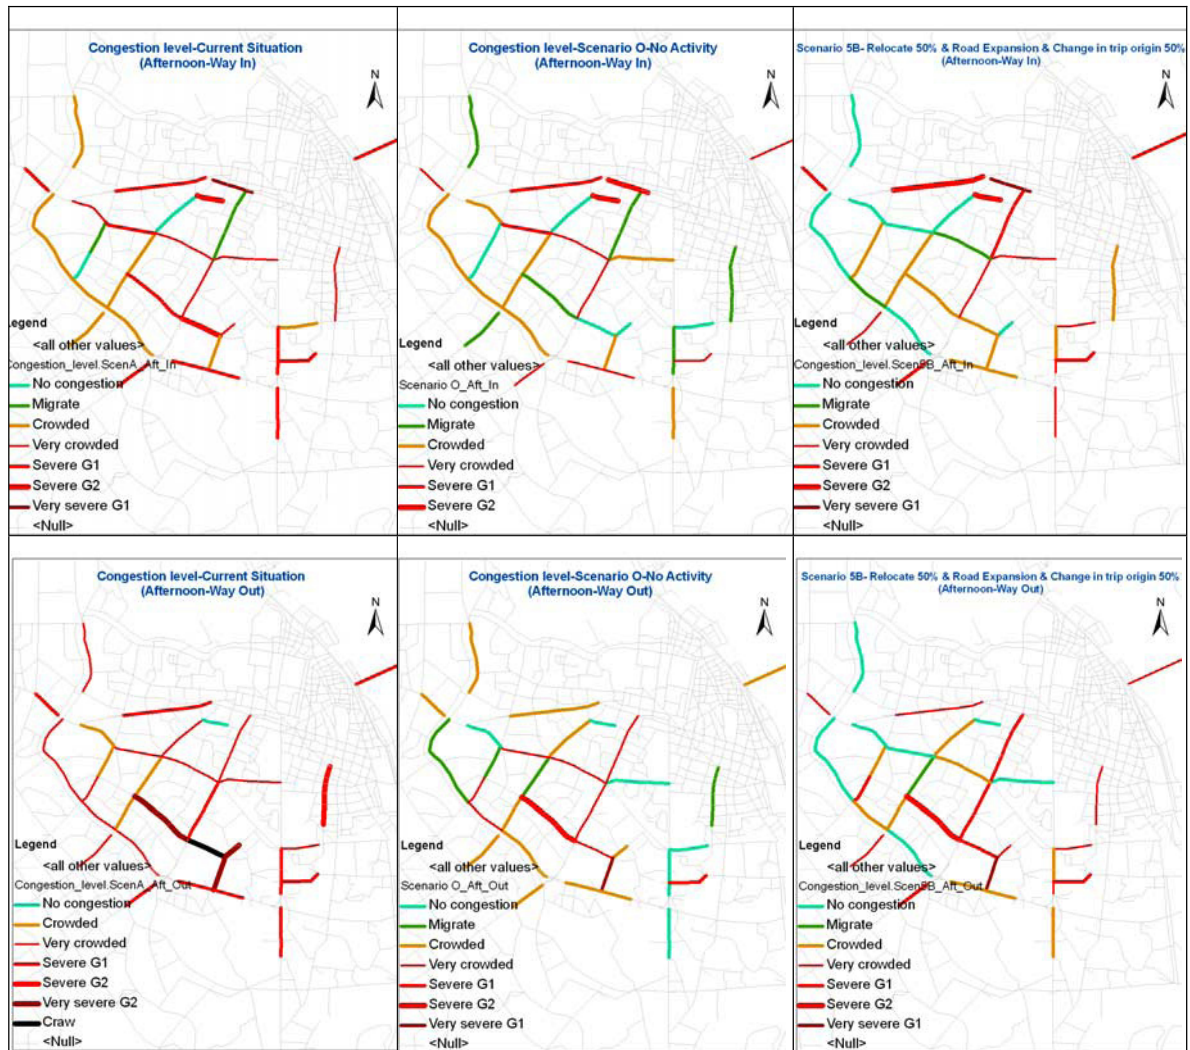 Congestion level-Current Situation
(Afternoon-Way In)
N
Legend
<all other values>
Congestion_level.ScenA_Aft_In
No congestion
Migrate
Crowded
Very crowded
Severe G1
Severe G2
Very severe G1
<Null>
Congestion level-Scenario O-No Activity
(Afternoon-Way In)
N
Legend
<all other values>
Scenario O_Aft_In
No congestion
Migrate
Crowded
Very crowded
Severe G1
Severe G2
<Null>
Scenario 5B- Relocate 50% & Road Expansion & Change in trip origin 50%
(Afternoon-Way In)
N
Legend
<all other values>
Congestion_level.Scen5B_Aft_In
No congestion
Migrate
Crowded
Very crowded
Severe G1
Severe G2
Very severe G1
<Null>
Congestion level-Current Situation
(Afternoon-Way Out)
N
Legend
<all other values>
Congestion_level.ScenA_Aft_Out
No congestion
Crowded
Very crowded
Severe G1
Severe G2
Very severe G2
Craw
<Null>
Congestion level-Scenario O-No Activity
(Afternoon-Way Out)
N
Legend
<all other values>
Scenario O_Aft_Out
No congestion
Migrate
Crowded
Very crowded
Severe G1
Severe G2
Very severe G1
<Null>
Scenario 5B- Relocate 50% & Road Expansion & Change in trip origin 50%
(Afternoon-Way Out)
N
Legend
<all other values>
Congestion_level.Scen5B_Aft_Out
No congestion
Migrate
Crowded
Very crowded
Severe G1
Severe G2
Very severe G1
<Null>